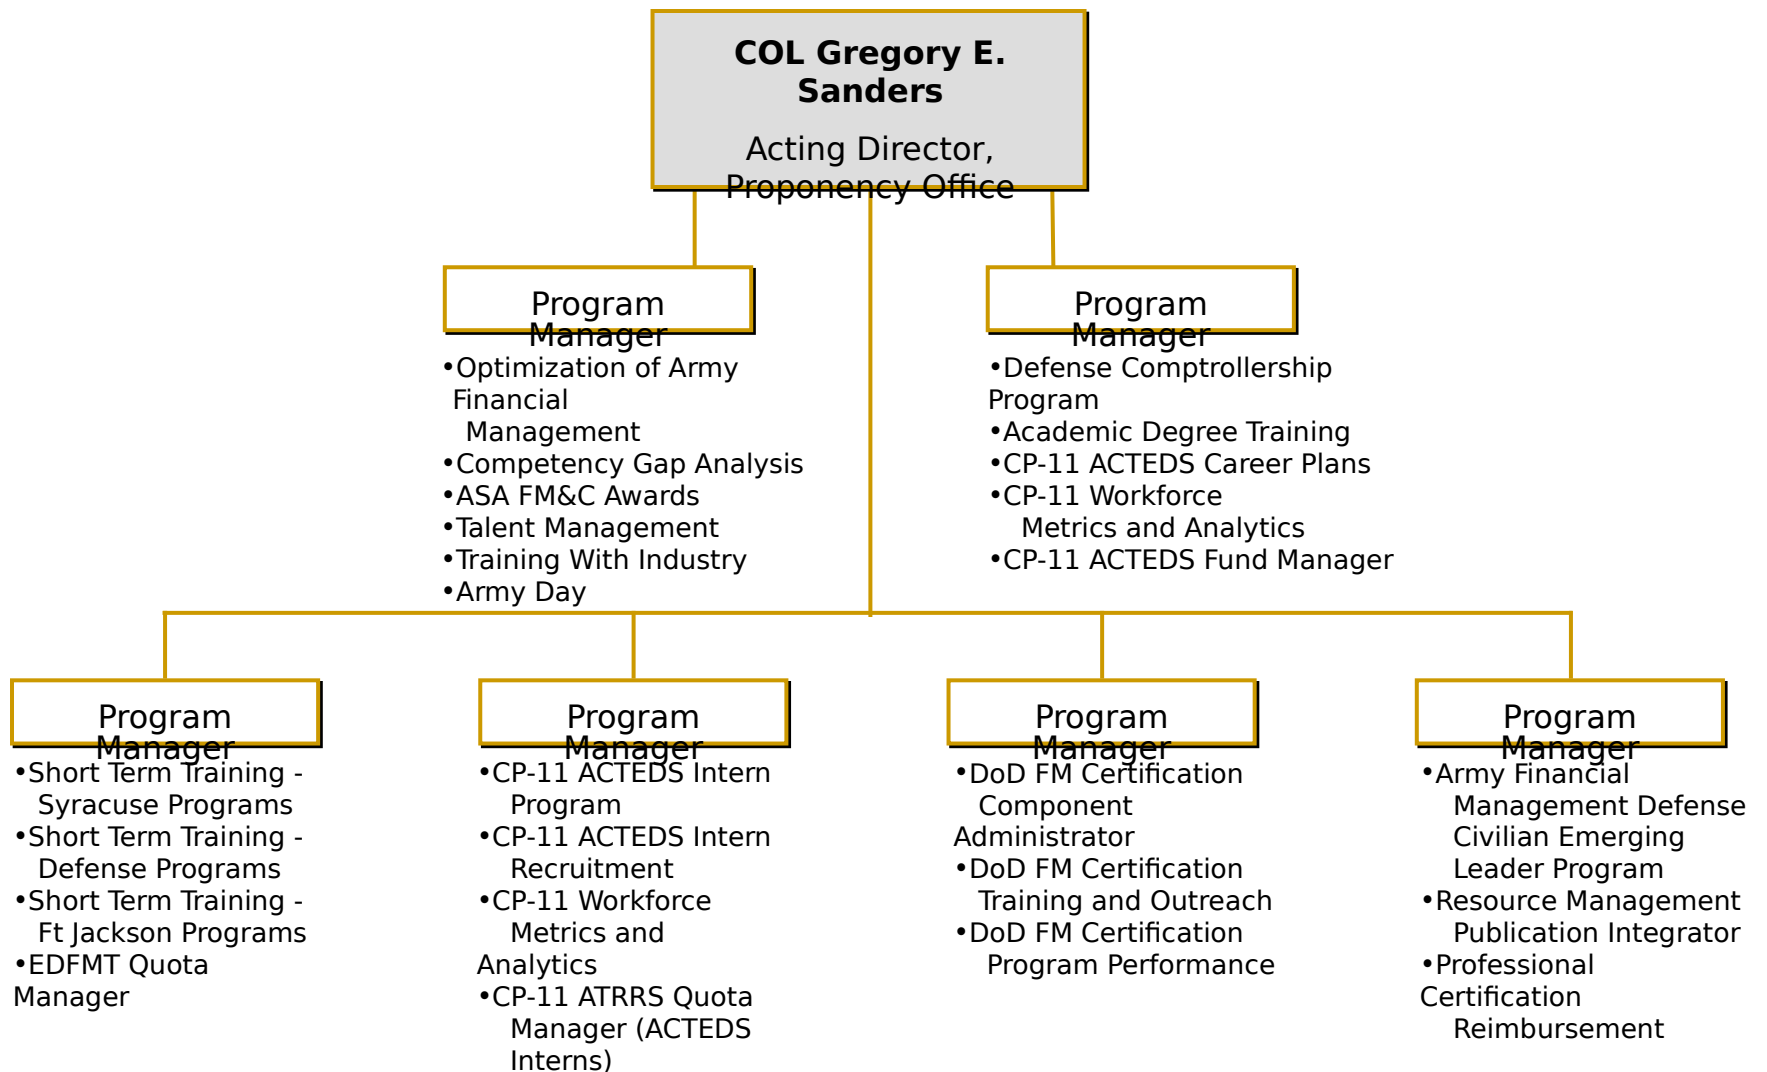 COL Gregory E.
Sanders
Acting Director,
Proponency Office
Program
Manager
•Optimization of Army
Financial
Management
•Competency Gap Analysis
•ASA FM&C Awards
•Talent Management
•Training With Industry
•Army Day
Program
Manager
•Defense Comptrollership
Program
•Academic Degree Training
•CP-11 ACTEDS Career Plans
•CP-11 Workforce
Metrics and Analytics
•CP-11 ACTEDS Fund Manager
Program
Manager
•Short Term Training -
Syracuse Programs
•Short Term Training -
Defense Programs
•Short Term Training -
Ft Jackson Programs
•EDFMT Quota
Manager
Program
Manager
•CP-11 ACTEDS Intern
Program
•CP-11 ACTEDS Intern
Recruitment
•CP-11 Workforce
Metrics and
Analytics
•CP-11 ATRRS Quota
Manager (ACTEDS
Interns)
Program
Manager
•DoD FM Certification
Component
Administrator
•DoD FM Certification
Training and Outreach
•DoD FM Certification
Program Performance
Program
Manager
•Army Financial
Management Defense
Civilian Emerging
Leader Program
•Resource Management
Publication Integrator
•Professional
Certification
Reimbursement